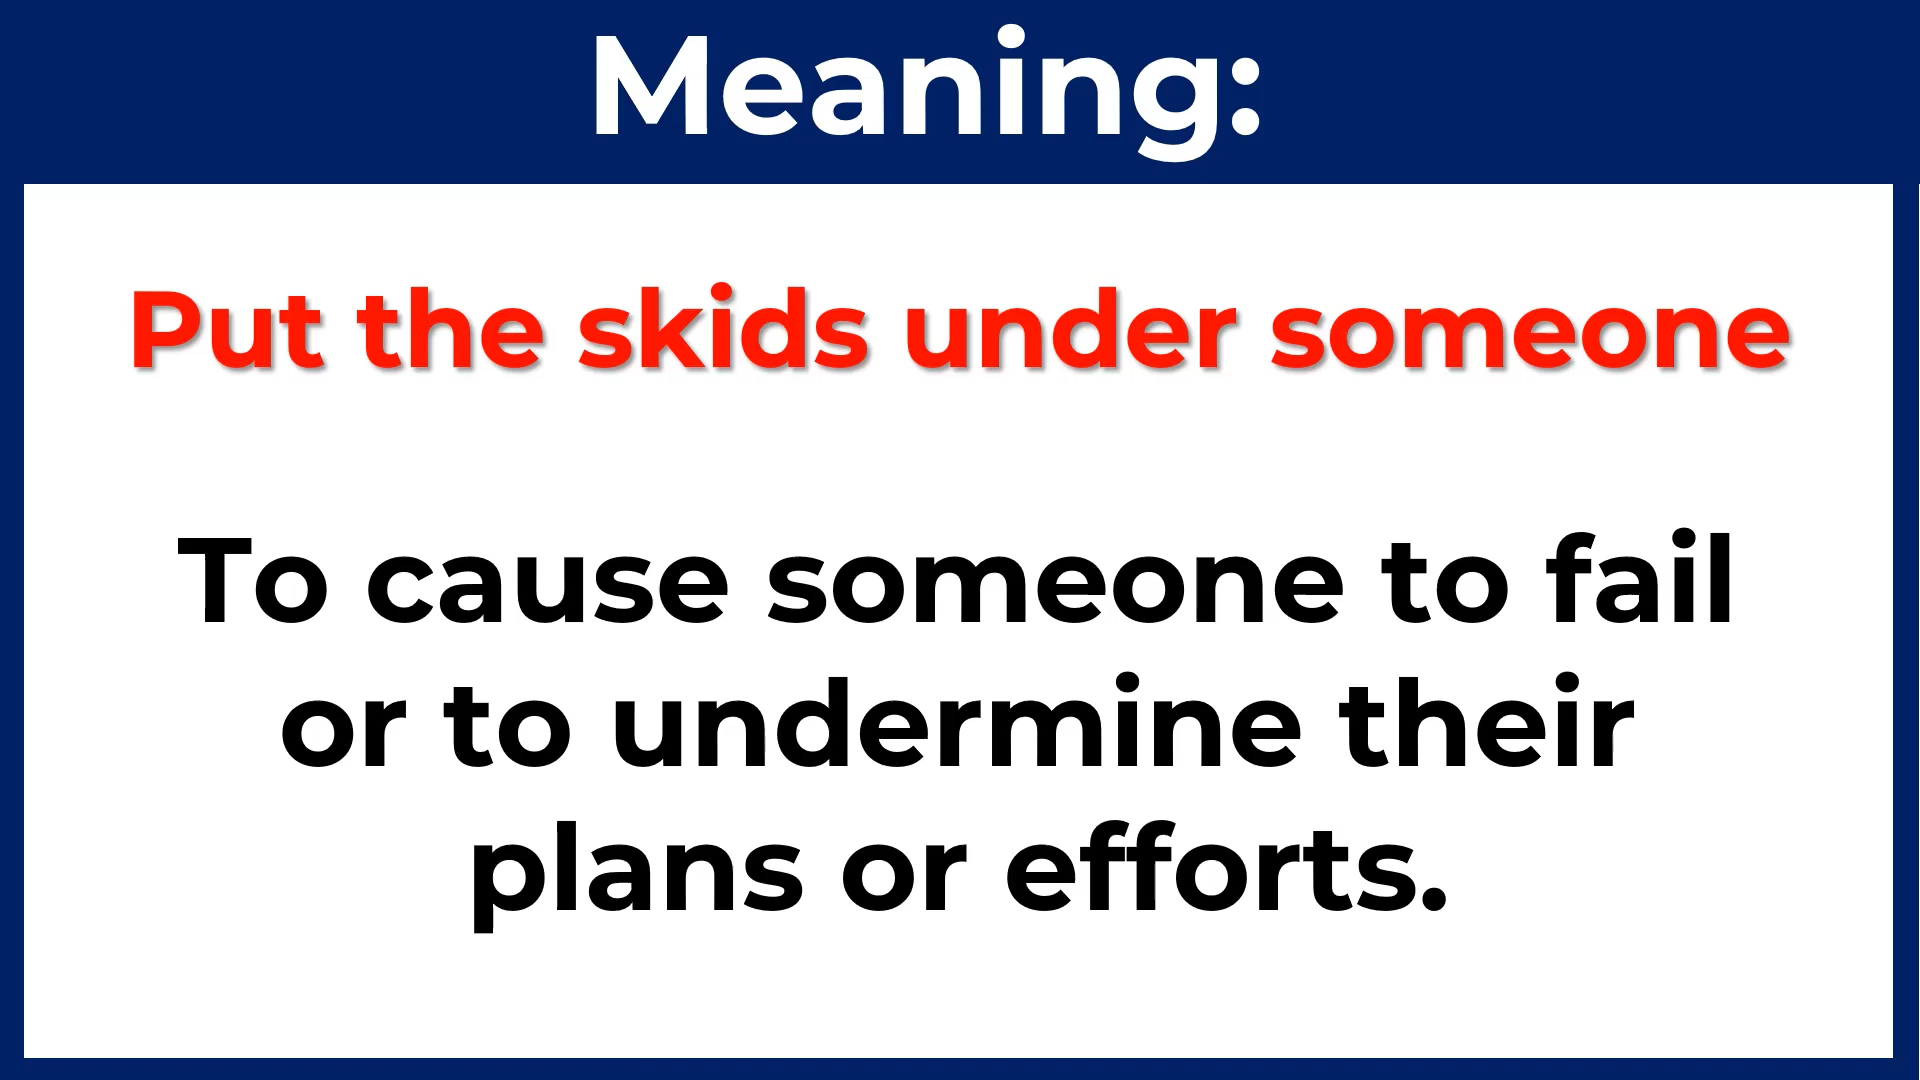 Meaning:
Put the skids under someone
To cause someone to fail
or to undermine their
plans or efforts.